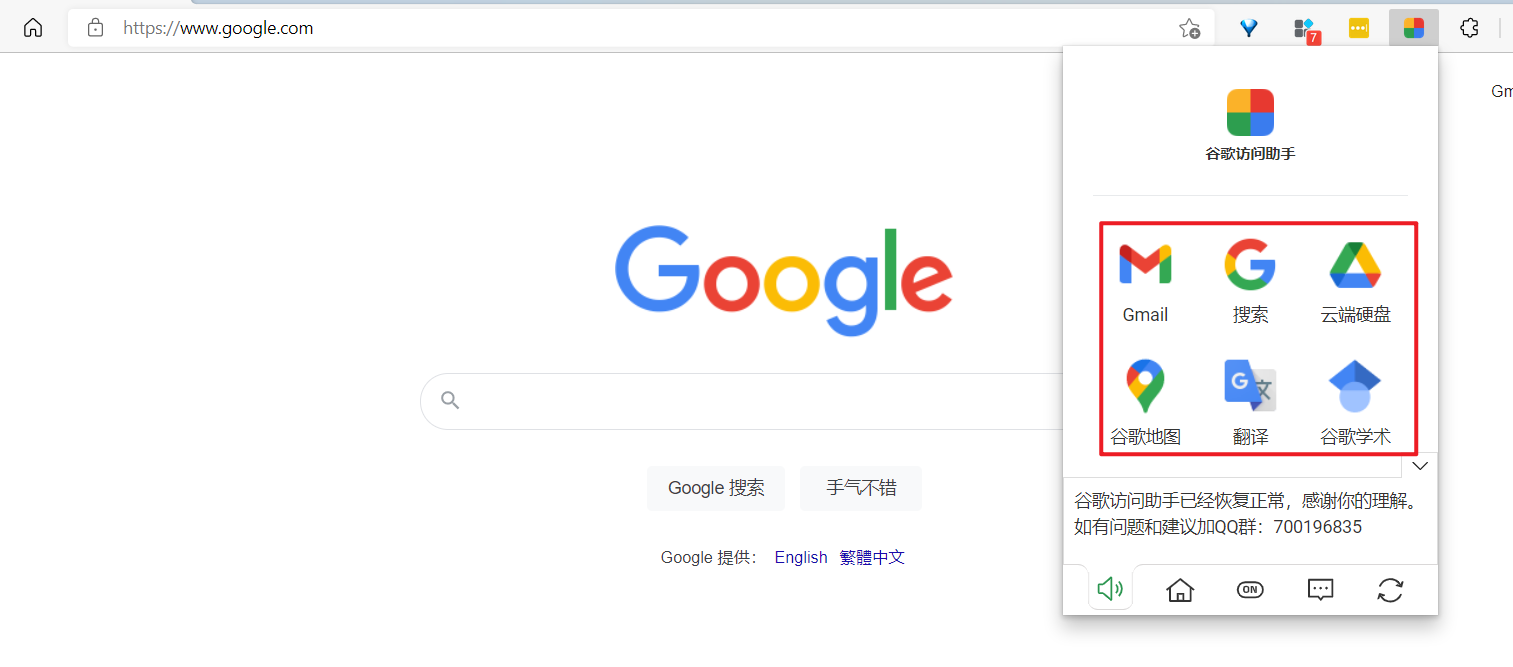 https://www.google.com
7
Gm
谷歌访问助手
Google
Gmail
搜索
云端硬盘
谷歌地图
翻译
谷歌学术
Google 搜索
手气不错
谷歌访问助手已经恢复正常，感谢你的理解。
如有问题和建议加QQ群：700196835
Google 提供： English 繁體中文
ON